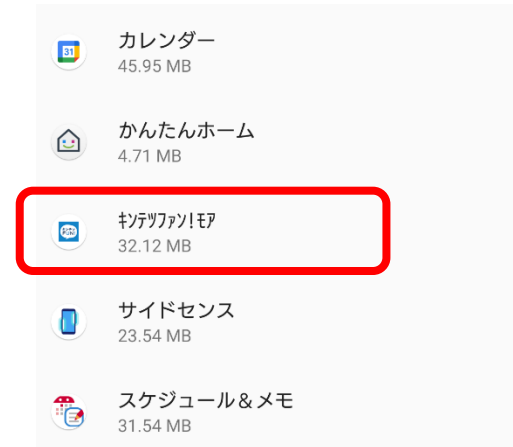 31
カレンダー
45.95 MB
かんたんホーム
4.71 MB
ｷﾝﾃﾂﾌｧﾝ!ﾓｱ
32.12 MB
サイドセンス
23.54 MB
スケジュール＆メモ
31.54 MB